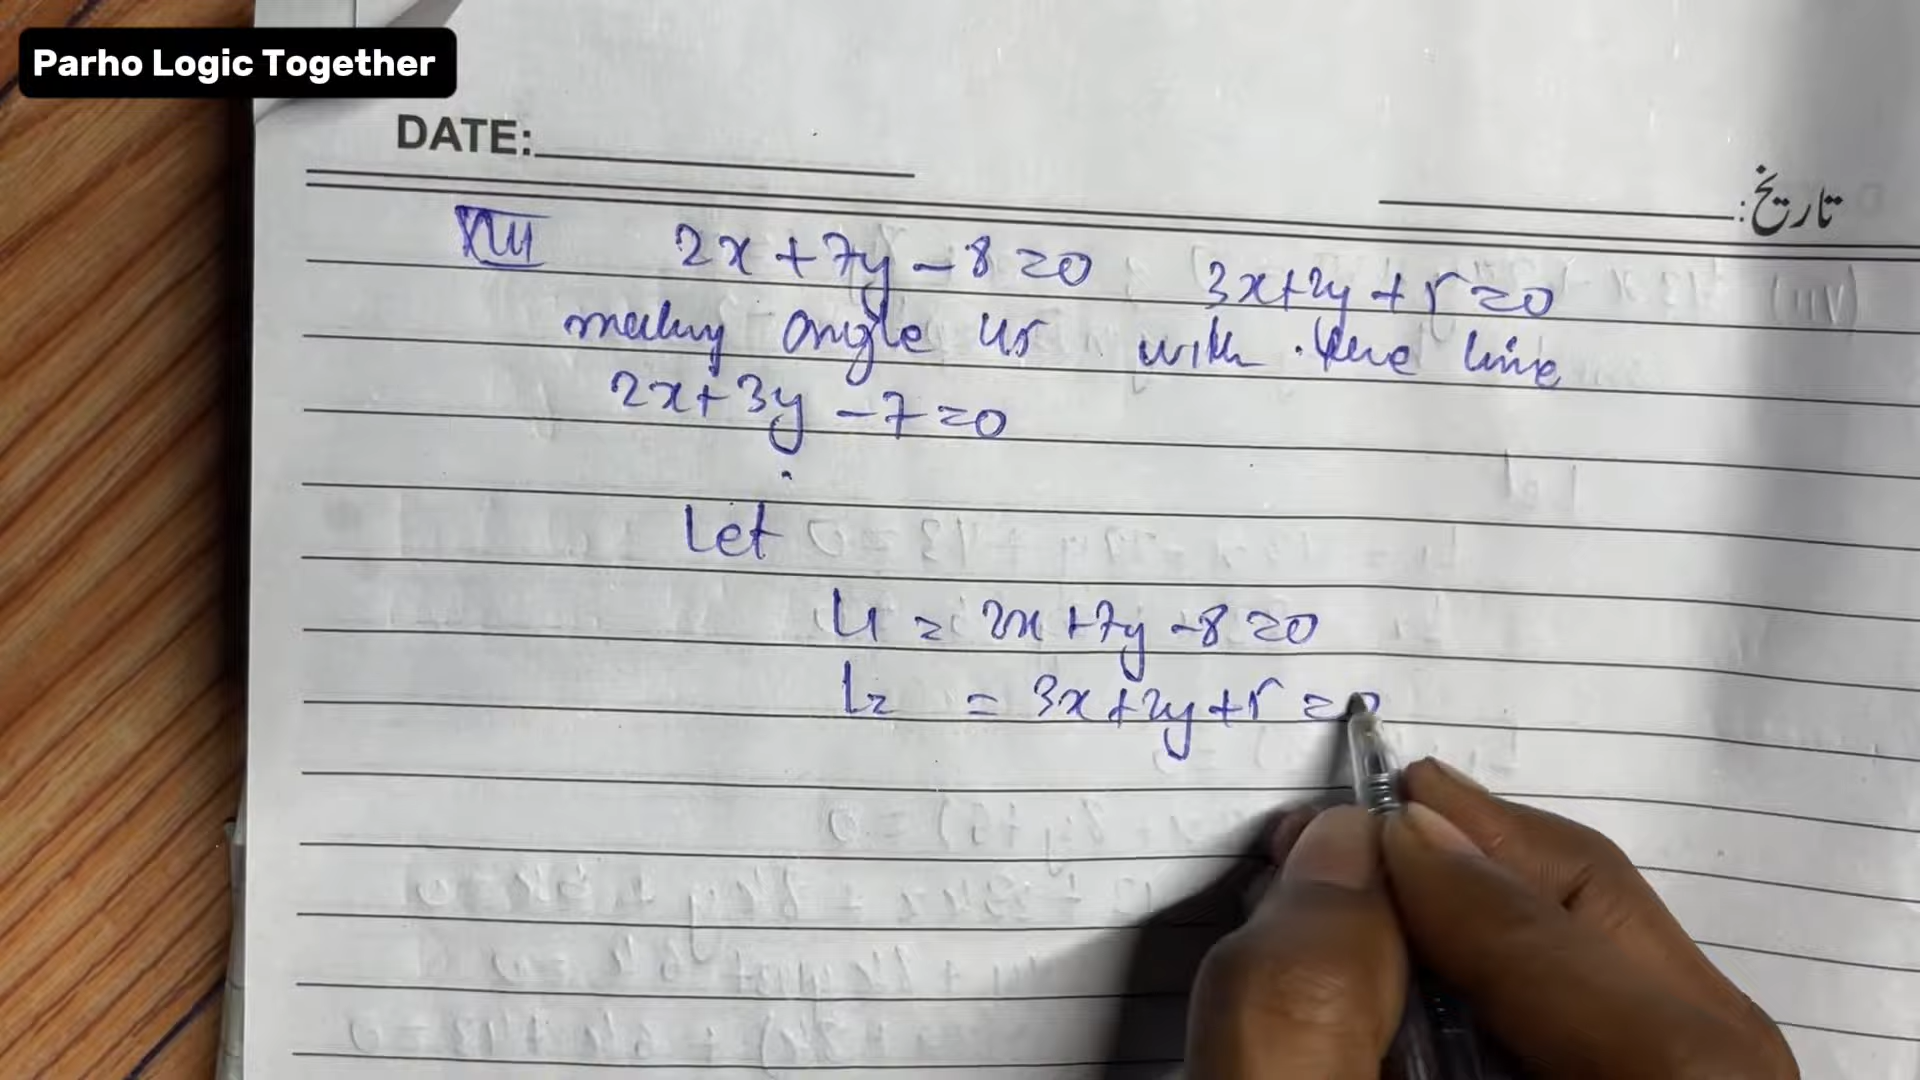 Parho Logic Together
DATE:
تاریخ:
XVIII 2x + 7y - 8 = 0 3x + 2y + 5 = 0
making angle 45 with the line
2x + 3y - 7 = 0
Let
L1 = 2x + 7y - 8 = 0
L2 = 3x + 2y + 5 = 0